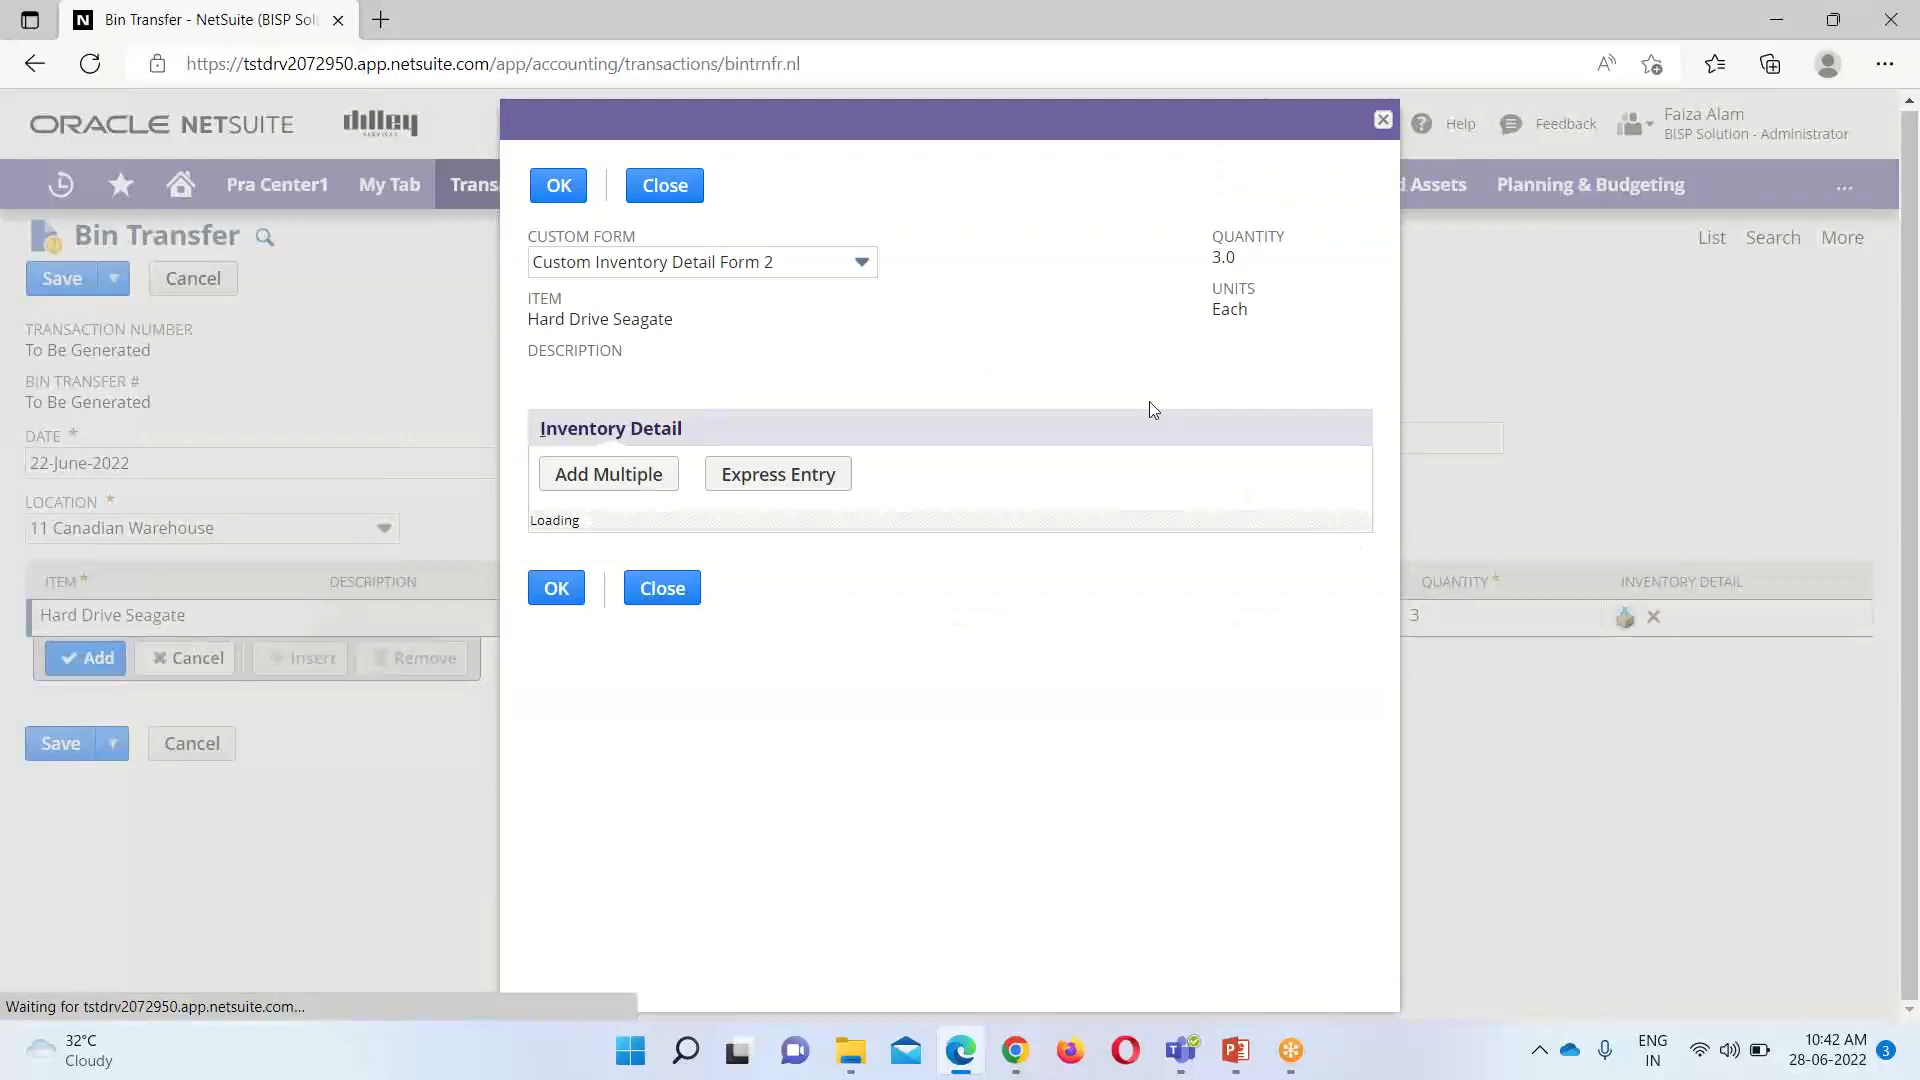 Bin Transfer - NetSuite (BISP Sol
https://tstdrv2072950.app.netsuite.com/app/accounting/transactions/bintrnfr.nl
ORACLE NETSUITE
dilley
SERVICES
Help
Feedback
Faiza Alam
BISP Solution - Administrator
Pra Center1
My Tab
Trans
d Assets
Planning & Budgeting
...
Bin Transfer
List
Search
More
Save
Cancel
TRANSACTION NUMBER
To Be Generated
BIN TRANSFER #
To Be Generated
DATE *
22-June-2022
LOCATION *
11 Canadian Warehouse
ITEM *
DESCRIPTION
QUANTITY *
INVENTORY DETAIL
Hard Drive Seagate
3
Add
Cancel
Insert
Remove
Save
Cancel
OK
Close
CUSTOM FORM
Custom Inventory Detail Form 2
ITEM
Hard Drive Seagate
DESCRIPTION
QUANTITY
3.0
UNITS
Each
Inventory Detail
Add Multiple
Express Entry
Loading
OK
Close
Waiting for tstdrv2072950.app.netsuite.com...
32°C
Cloudy
ENG
IN
10:42 AM
28-06-2022
3